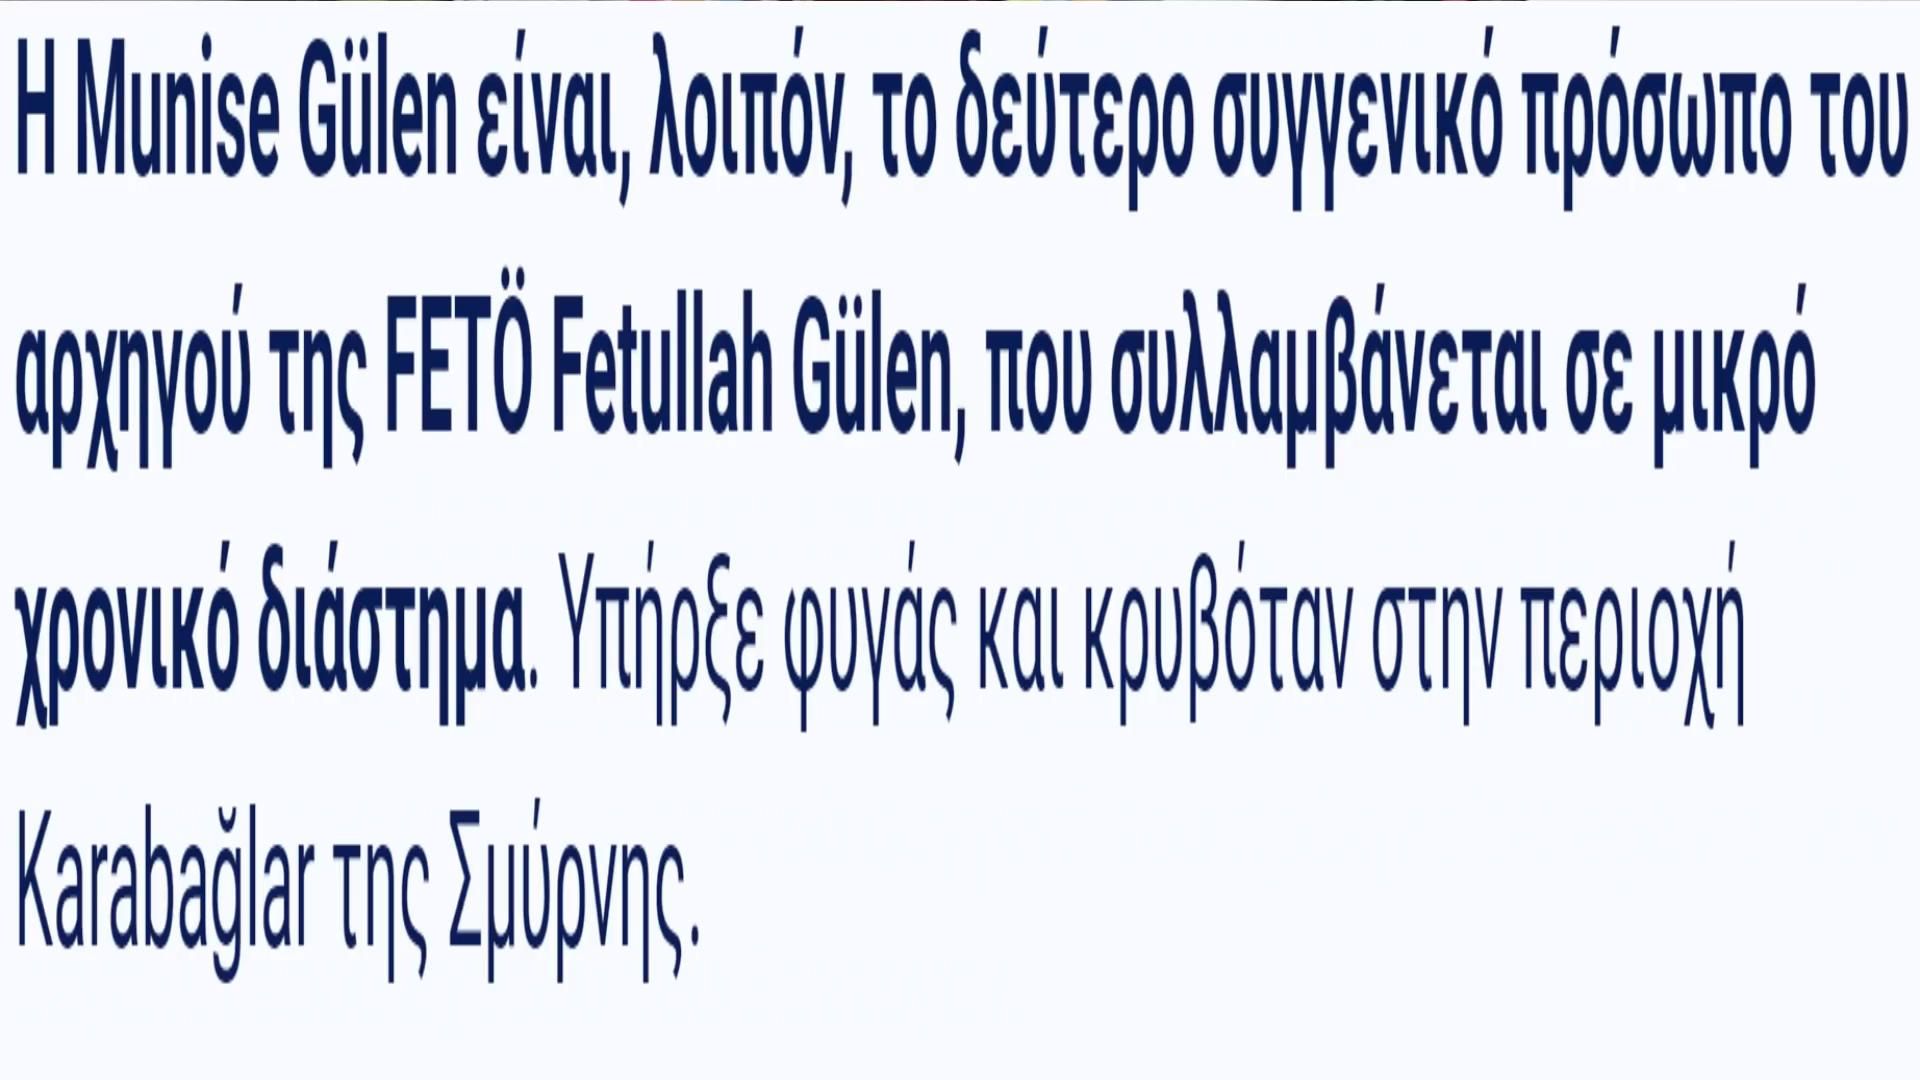 Η Munise Gülen είναι, λοιπόν, το δεύτερο συγγενικό πρόσωπο του
αρχηγού της FETÖ Fetullah Gülen, που συλλαμβάνεται σε μικρό
χρονικό διάστημα. Υπήρξε φυγάς και κρυβόταν στην περιοχή
Karabağlar της Σμύρνης.